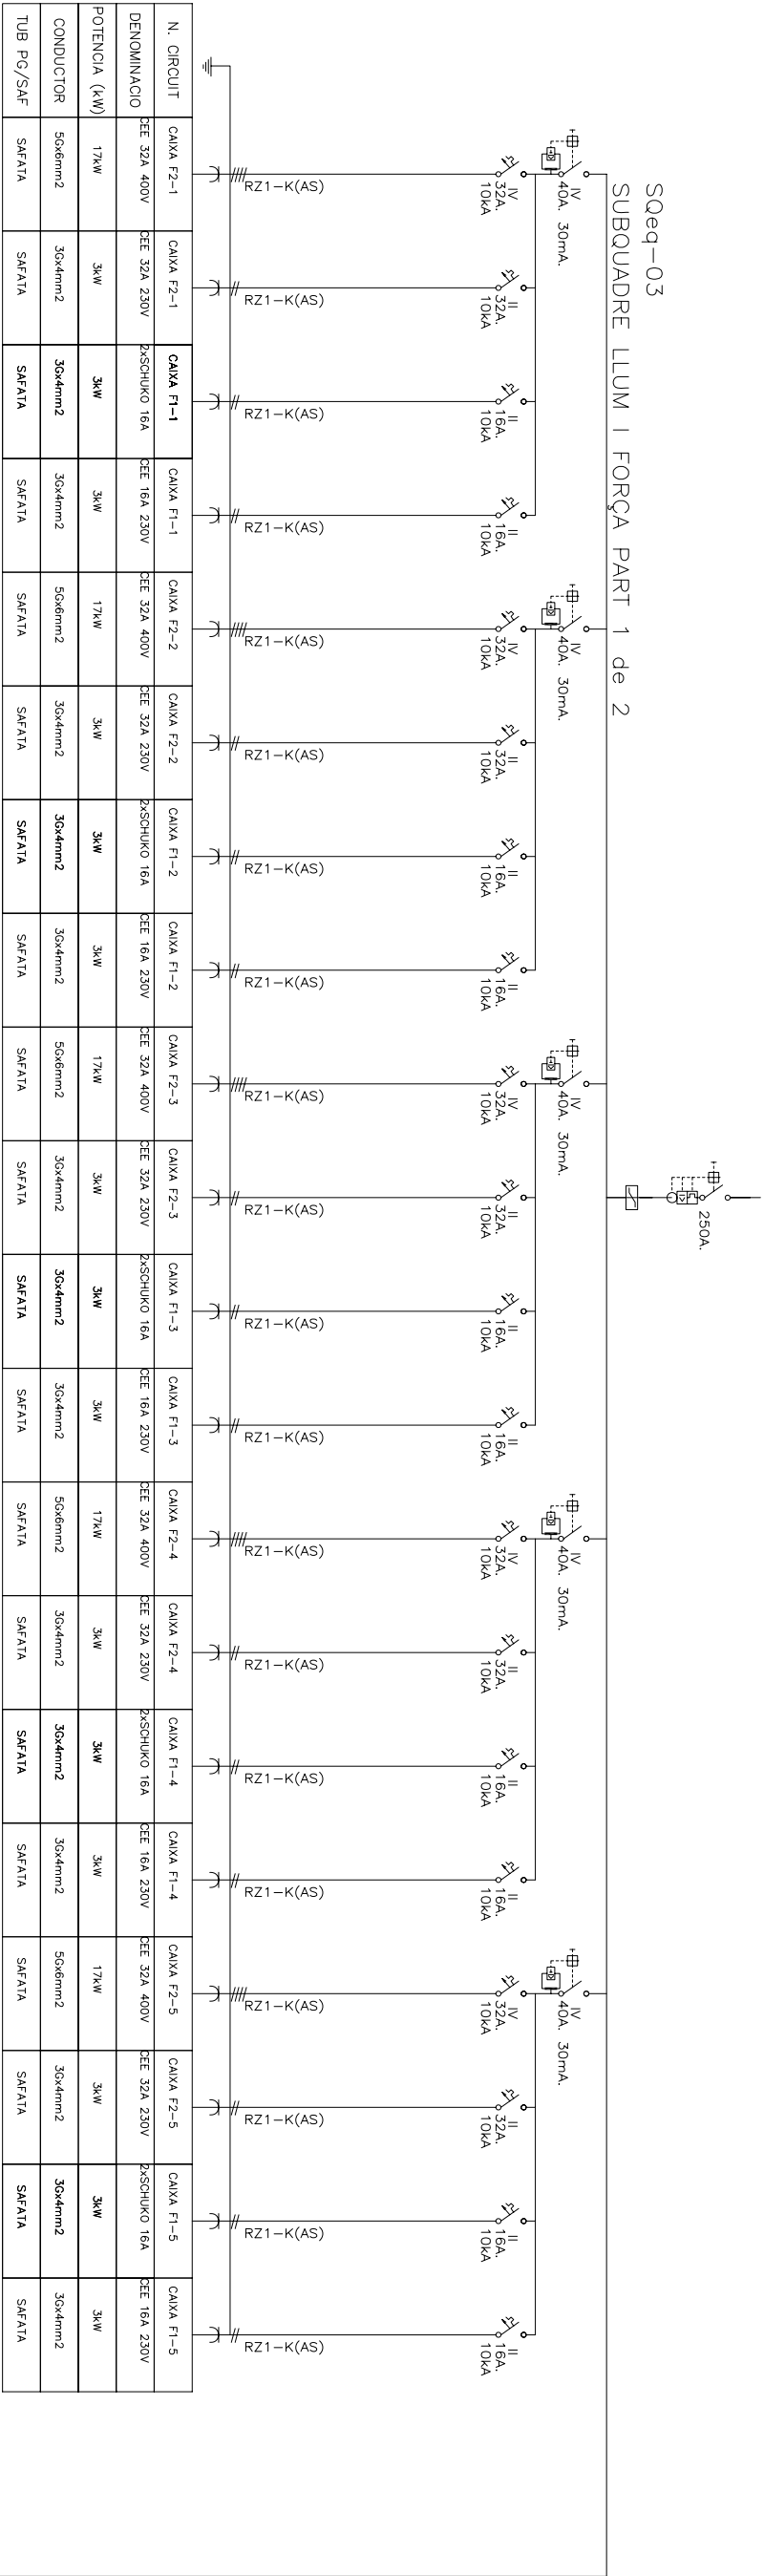 SQeq-03
SUBQUADRE LLUM I FORÇA PART 1 de 2
250A.
IV
40A. 30mA.
IV
40A. 30mA.
IV
40A. 30mA.
IV
40A. 30mA.
IV
40A. 30mA.
IV
32A.
10kA
II
32A.
10kA
II
16A.
10kA
II
16A.
10kA
IV
32A.
10kA
II
32A.
10kA
II
16A.
10kA
II
16A.
10kA
IV
32A.
10kA
II
32A.
10kA
II
16A.
10kA
II
16A.
10kA
IV
32A.
10kA
II
32A.
10kA
II
16A.
10kA
II
16A.
10kA
IV
32A.
10kA
II
32A.
10kA
II
16A.
10kA
II
16A.
10kA
RZ1-K(AS) RZ1-K(AS) RZ1-K(AS) RZ1-K(AS) RZ1-K(AS) RZ1-K(AS) RZ1-K(AS) RZ1-K(AS) RZ1-K(AS) RZ1-K(AS) RZ1-K(AS) RZ1-K(AS) RZ1-K(AS) RZ1-K(AS) RZ1-K(AS) RZ1-K(AS) RZ1-K(AS) RZ1-K(AS) RZ1-K(AS) RZ1-K(AS)
N. CIRCUIT CAIXA F2-1 CAIXA F2-1 CAIXA F1-1 CAIXA F1-1 CAIXA F2-2 CAIXA F2-2 CAIXA F1-2 CAIXA F1-2 CAIXA F2-3 CAIXA F2-3 CAIXA F1-3 CAIXA F1-3 CAIXA F2-4 CAIXA F2-4 CAIXA F1-4 CAIXA F1-4 CAIXA F2-5 CAIXA F2-5 CAIXA F1-5 CAIXA F1-5
DENOMINACIO CEE 32A 400V CEE 32A 230V 2xSCHUKO 16A CEE 16A 230V CEE 32A 400V CEE 32A 230V 2xSCHUKO 16A CEE 16A 230V CEE 32A 400V CEE 32A 230V 2xSCHUKO 16A CEE 16A 230V CEE 32A 400V CEE 32A 230V 2xSCHUKO 16A CEE 16A 230V CEE 32A 400V CEE 32A 230V 2xSCHUKO 16A CEE 16A 230V
POTENCIA (kW) 17kW 3kW 3kW 3kW 17kW 3kW 3kW 3kW 17kW 3kW 3kW 3kW 17kW 3kW 3kW 3kW 17kW 3kW 3kW 3kW
CONDUCTOR 5Gx6mm2 3Gx4mm2 3Gx4mm2 3Gx4mm2 5Gx6mm2 3Gx4mm2 3Gx4mm2 3Gx4mm2 5Gx6mm2 3Gx4mm2 3Gx4mm2 3Gx4mm2 5Gx6mm2 3Gx4mm2 3Gx4mm2 3Gx4mm2 5Gx6mm2 3Gx4mm2 3Gx4mm2 3Gx4mm2
TUB PG/SAF SAFATA SAFATA SAFATA SAFATA SAFATA SAFATA SAFATA SAFATA SAFATA SAFATA SAFATA SAFATA SAFATA SAFATA SAFATA SAFATA SAFATA SAFATA SAFATA SAFATA